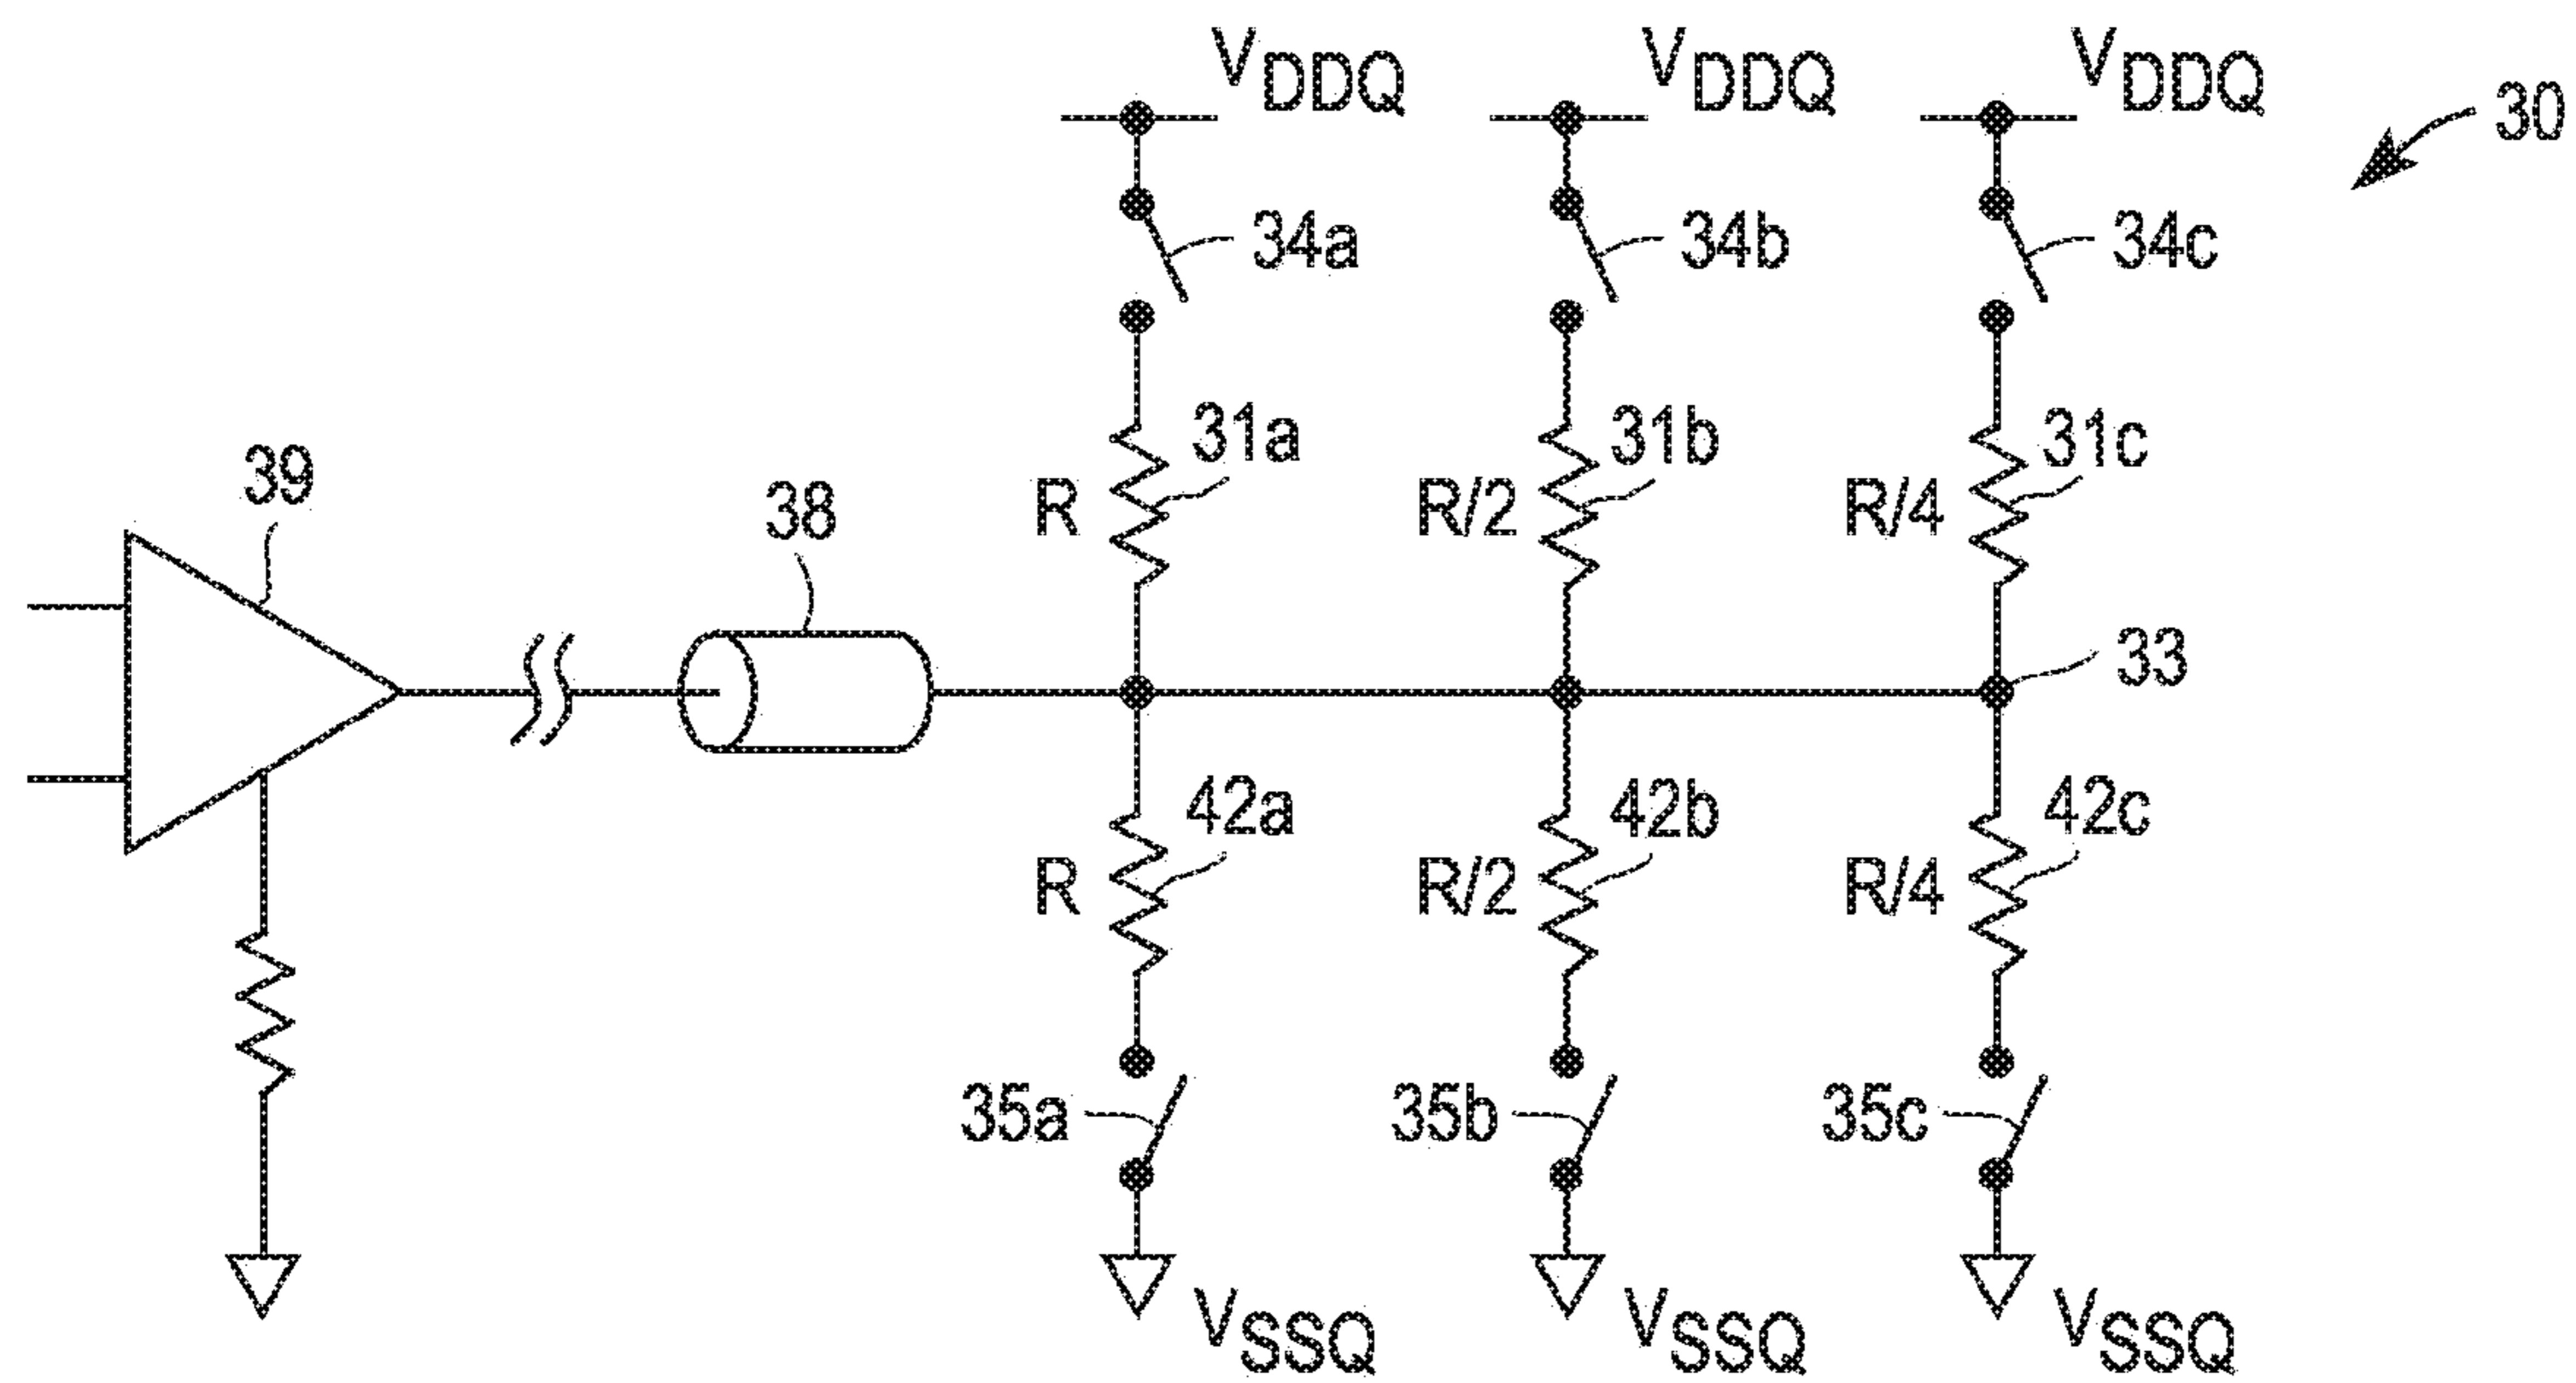 VDDQ VDDQ VDDQ
30
34a 34b 34c
31a 31b 31c
39
38
R R/2 R/4
33
42a 42b 42c
R R/2 R/4
35a 35b 35c
VSSQ VSSQ VSSQ